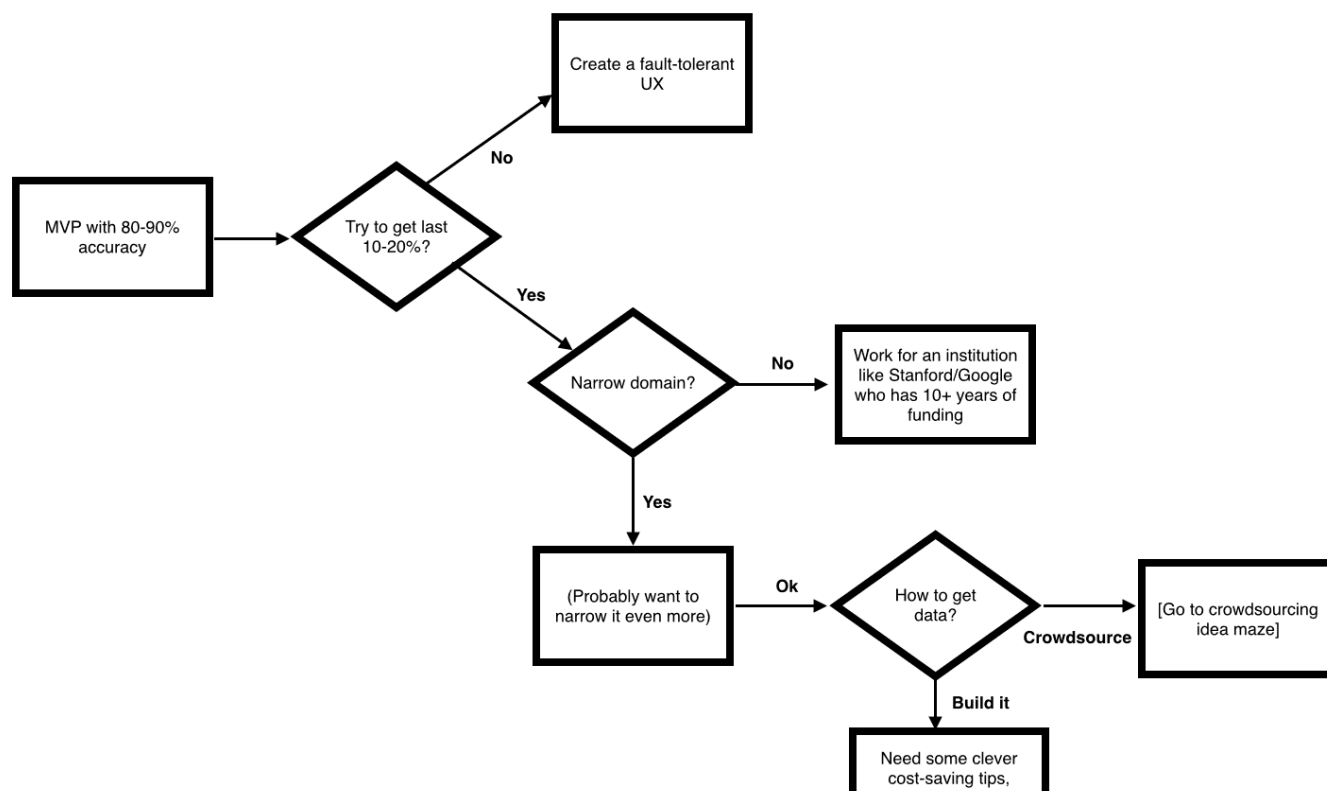 Create a fault-tolerant
UX
No
MVP with 80-90%
accuracy
Try to get last
10-20%?
Yes
Narrow domain?
No
Work for an institution
like Stanford/Google
who has 10+ years of
funding
Yes
(Probably want to
narrow it even more)
Ok
How to get
data?
Crowdsource
[Go to crowdsourcing
idea maze]
Build it
Need some clever
cost-saving tips,